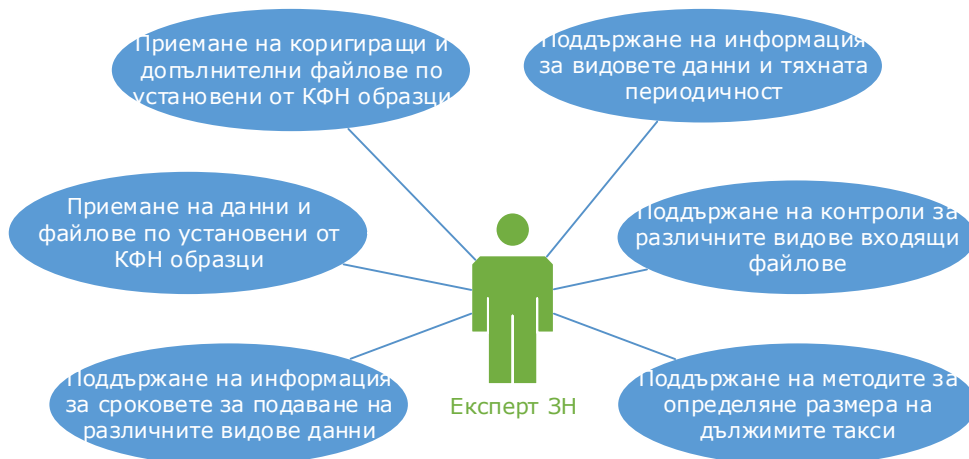 Приемане на коригиращи и
допълнителни файлове по
установени от КФН образци
Поддържане на информация
за видовете данни и тяхната
периодичност
Приемане на данни и
файлове по установени от
КФН образци
Поддържане на контроли за
различните видове входящи
файлове
Поддържане на информация
за сроковете за подаване на
различните видове данни
Експерт ЗН
Поддържане на методите за
определяне размера на
дължимите такси